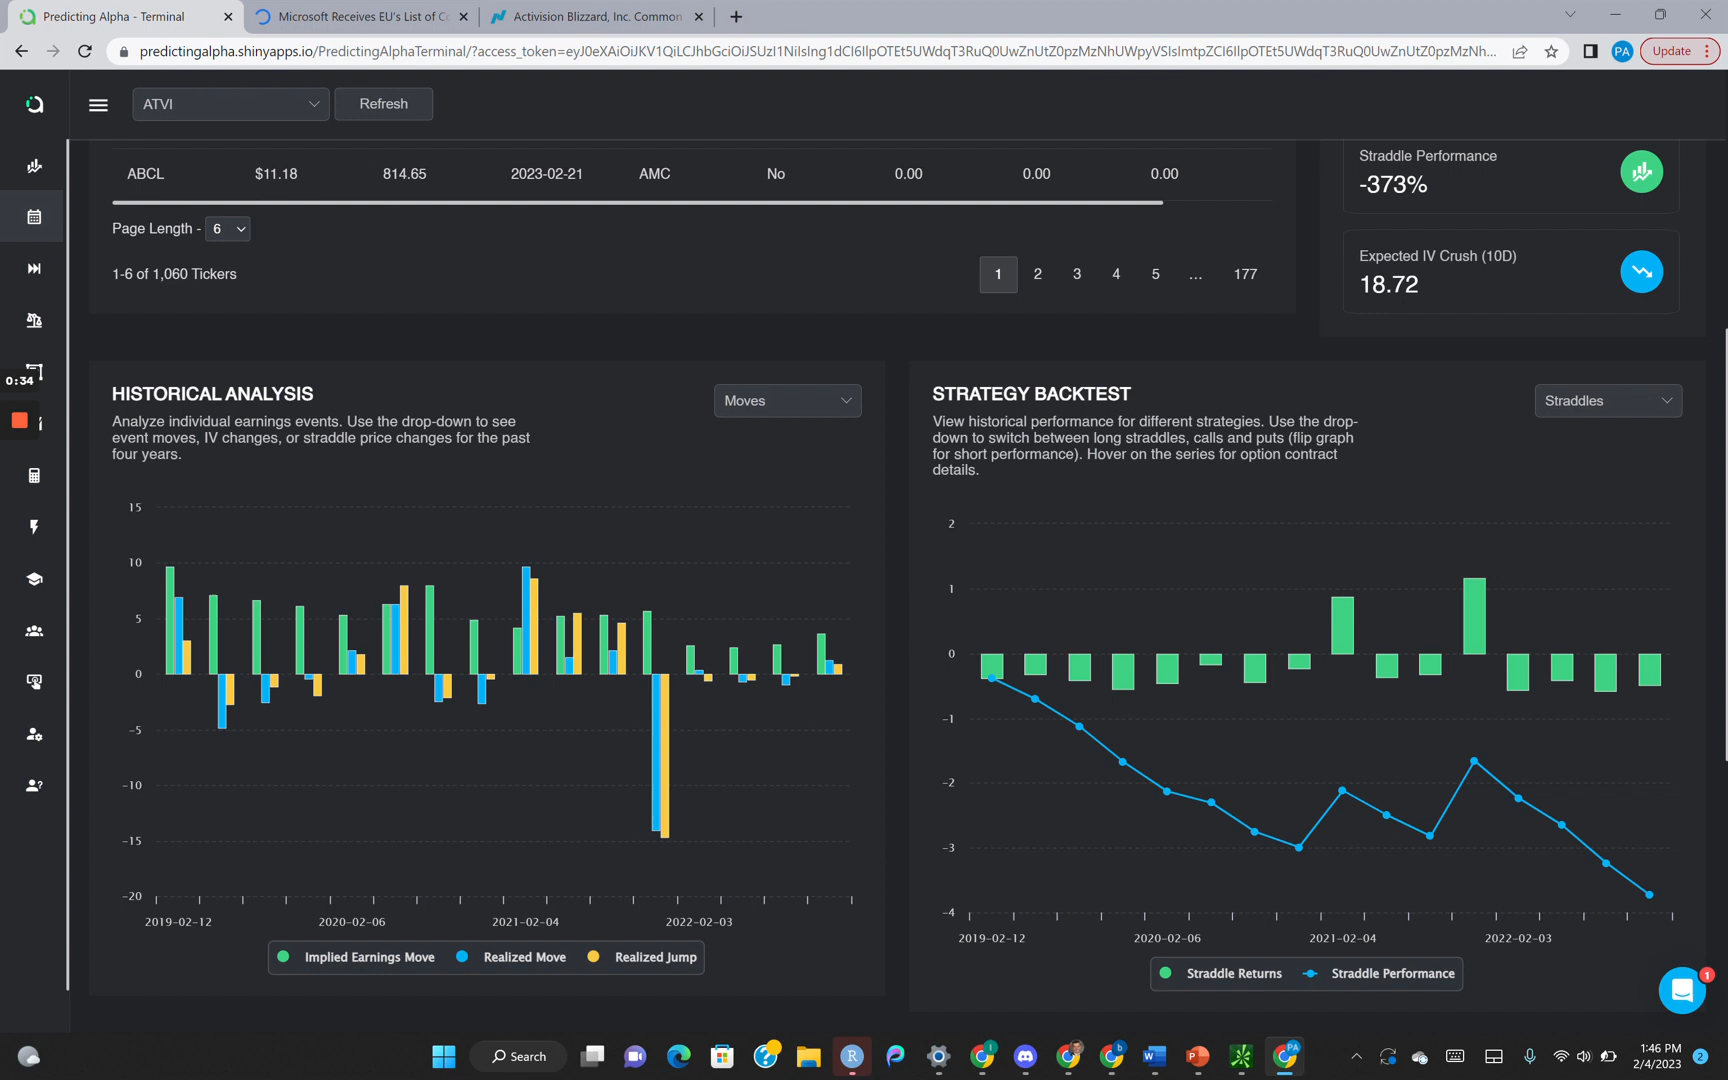 Predicting Alpha - Terminal
Microsoft Receives EU's List of Co
Activision Blizzard, Inc. Common
PA
Update
ATVI
Refresh
ABCL $11.18 814.65 2023-02-21 AMC No 0.00 0.00 0.00
Page Length - 6
1-6 of 1,060 Tickers
1 2 3 4 5 ... 177
Straddle Performance
-373%
Expected IV Crush (10D)
18.72
0:34
HISTORICAL ANALYSIS
Moves
Analyze individual earnings events. Use the drop-down to see
event moves, IV changes, or straddle price changes for the past
four years.
15
10
5
0
-5
-10
-15
-20
2019-02-12 2020-02-06 2021-02-04 2022-02-03
Implied Earnings Move Realized Move Realized Jump
STRATEGY BACKTEST
Straddles
View historical performance for different strategies. Use the drop-
down to switch between long straddles, calls and puts (flip graph
for short performance). Hover on the series for option contract
details.
2
1
0
-1
-2
-3
-4
2019-02-12 2020-02-06 2021-02-04 2022-02-03
Straddle Returns Straddle Performance
1
Search
1:46 PM
2/4/2023
2